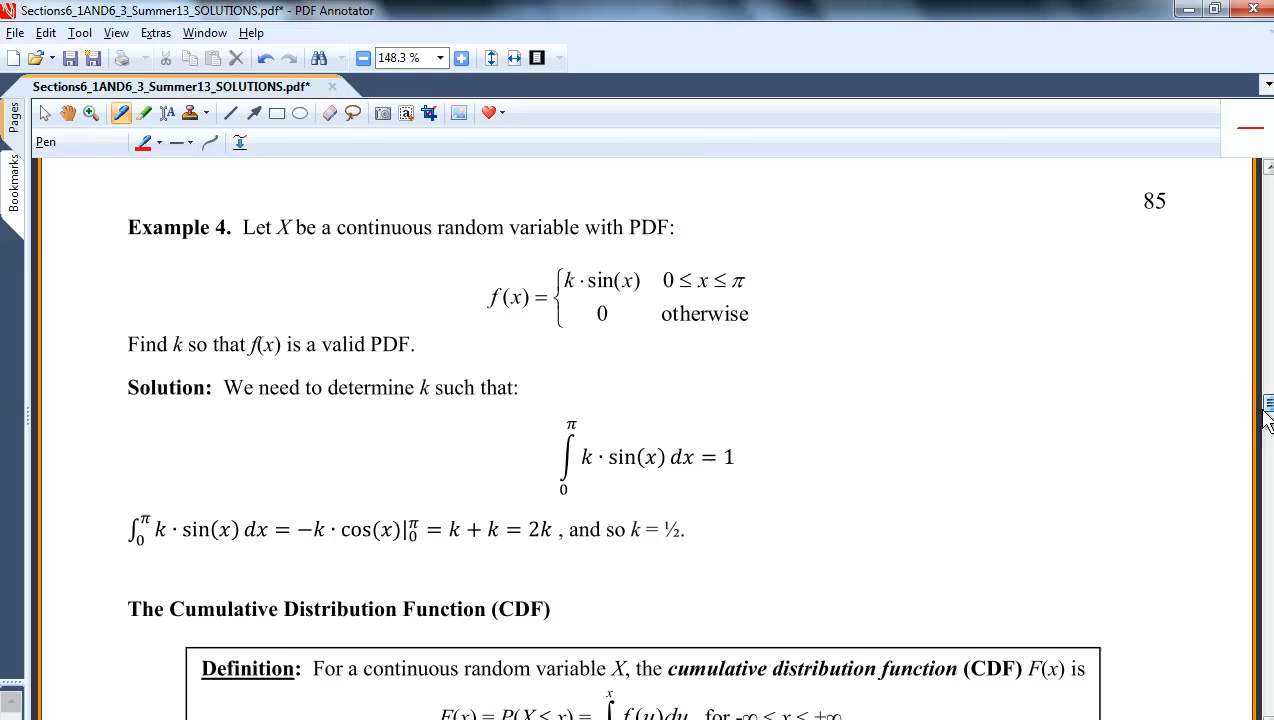 Sections6_1AND6_3_Summer13_SOLUTIONS.pdf* - PDF Annotator
File Edit Tool View Extras Window Help
148.3 %
Sections6_1AND6_3_Summer13_SOLUTIONS.pdf*
Pages
Bookmarks
Pen
85
Example 4. Let X be a continuous random variable with PDF:
f(x) = { k · sin(x) 0 ≤ x ≤ π
0 otherwise
Find k so that f(x) is a valid PDF.
Solution: We need to determine k such that:
∫₀^π k · sin(x) dx = 1
∫₀^π k · sin(x) dx = −k · cos(x)|₀^π = k + k = 2k , and so k = ½.
The Cumulative Distribution Function (CDF)
Definition: For a continuous random variable X, the cumulative distribution function (CDF) F(x) is
F(x) = P(X ≤ x) = ∫^x f(u)du for -∞ < x < +∞